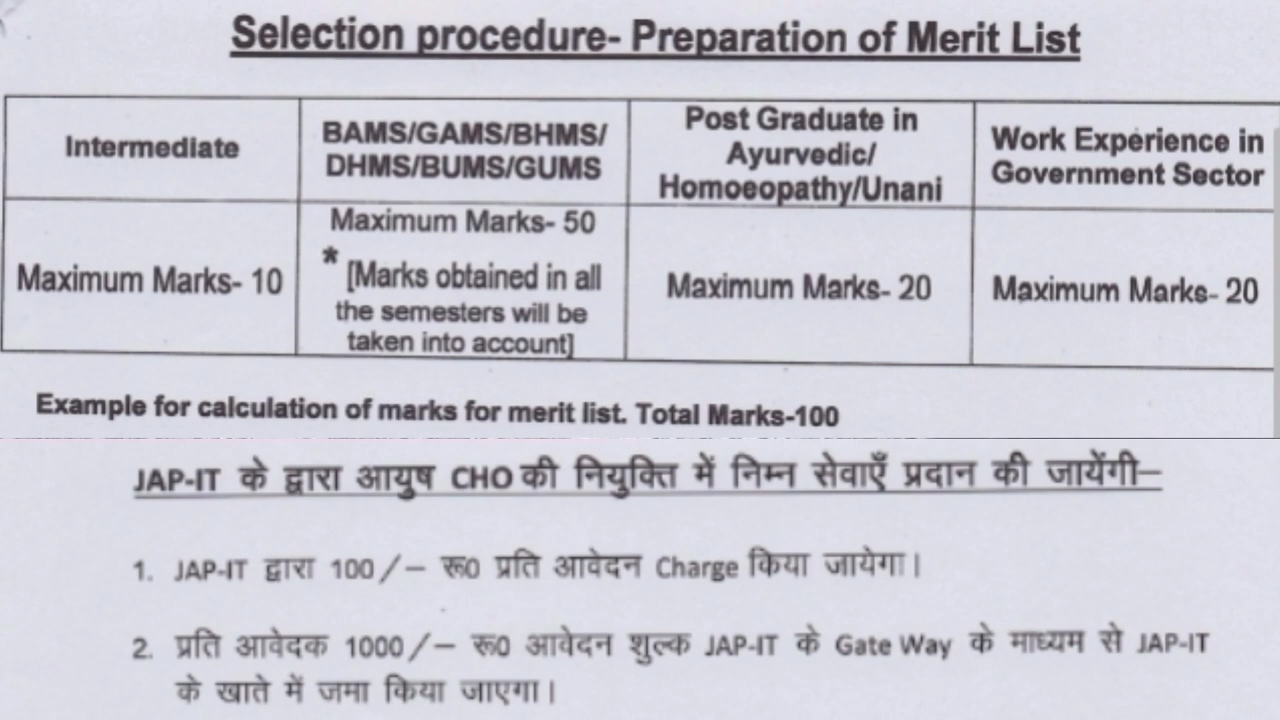 Selection procedure- Preparation of Merit List
Intermediate
BAMS/GAMS/BHMS/
DHMS/BUMS/GUMS
Post Graduate in
Ayurvedic/
Homoeopathy/Unani
Work Experience in
Government Sector
Maximum Marks- 10
Maximum Marks- 50
* [Marks obtained in all
the semesters will be
taken into account]
Maximum Marks- 20
Maximum Marks- 20
Example for calculation of marks for merit list. Total Marks-100
JAP-IT के द्वारा आयुष CHO की नियुक्ति में निम्न सेवाएँ प्रदान की जायेंगी–
1. JAP-IT द्वारा 100/– रू0 प्रति आवेदन Charge किया जायेगा।
2. प्रति आवेदक 1000/– रू0 आवेदन शुल्क JAP-IT के Gate Way के माध्यम से JAP-IT
के खाते में जमा किया जाएगा।